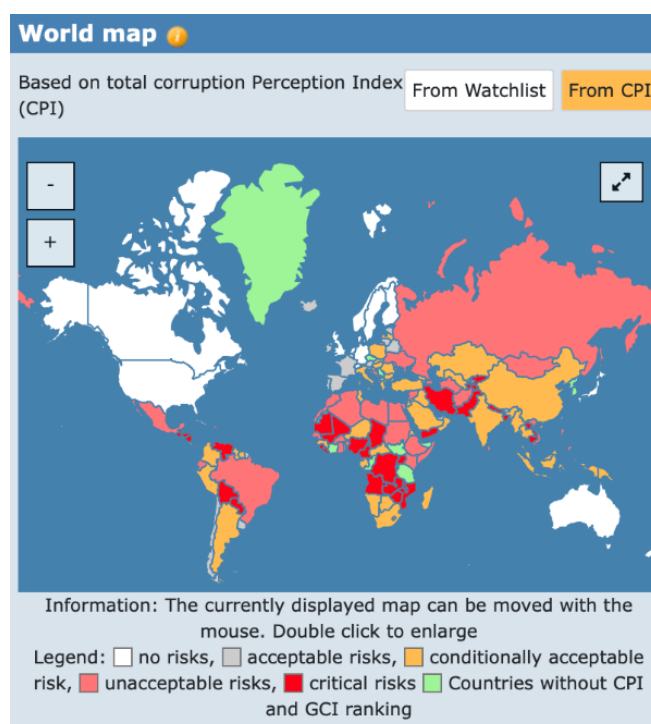 World map
Based on total corruption Perception Index
(CPI)
From Watchlist
From CPI
-
+
Information: The currently displayed map can be moved with the
mouse. Double click to enlarge
Legend: no risks, acceptable risks, conditionally acceptable
risk, unacceptable risks, critical risks Countries without CPI
and GCI ranking